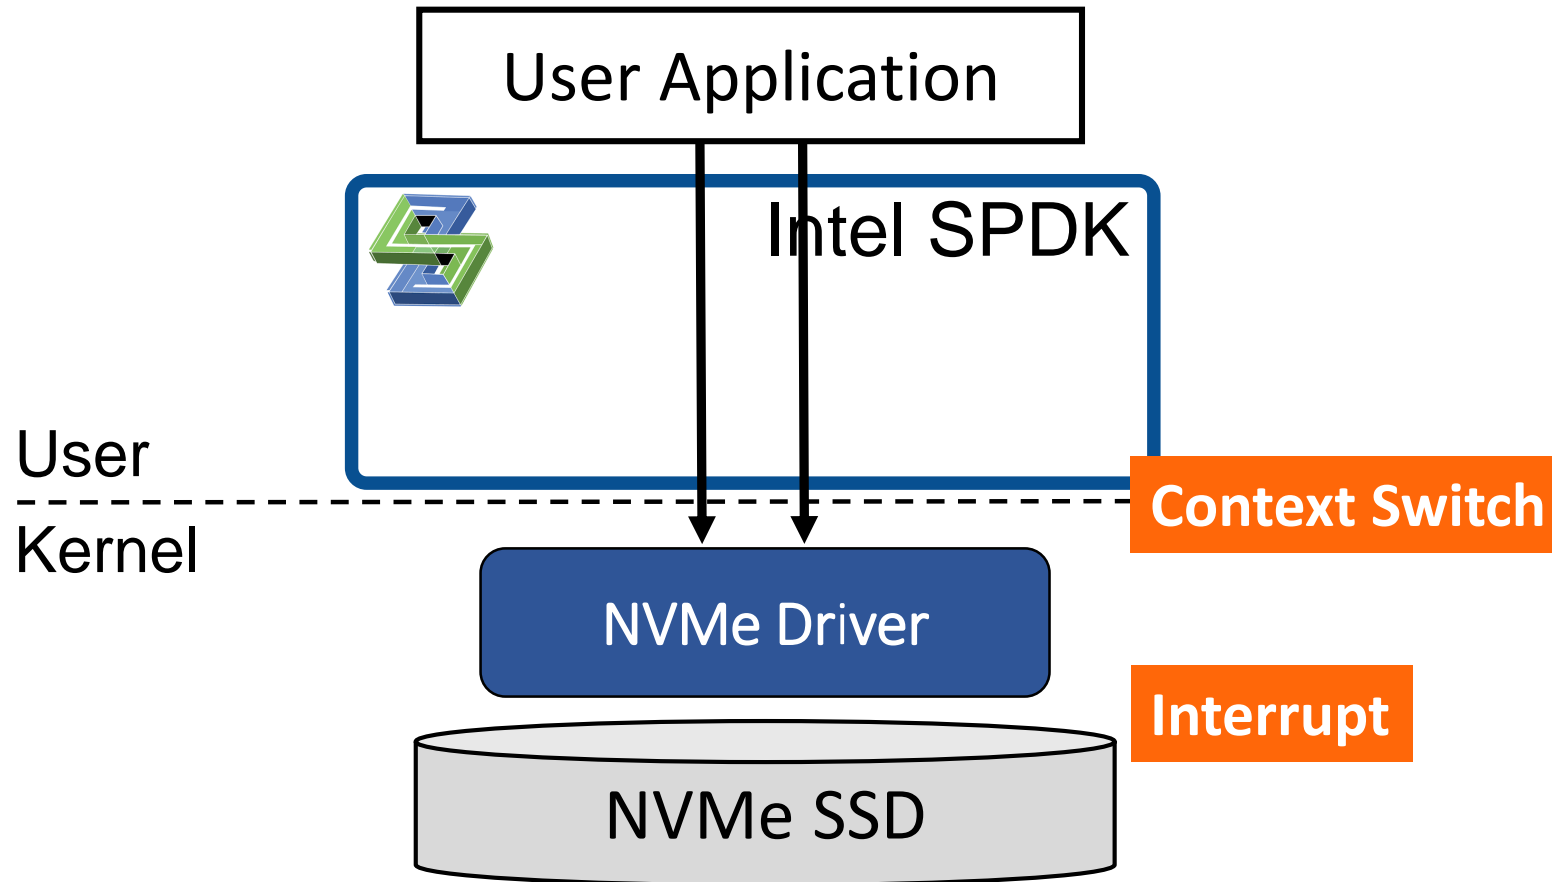 User Application
Intel SPDK
User
Context Switch
Kernel
NVMe Driver
Interrupt
NVMe SSD